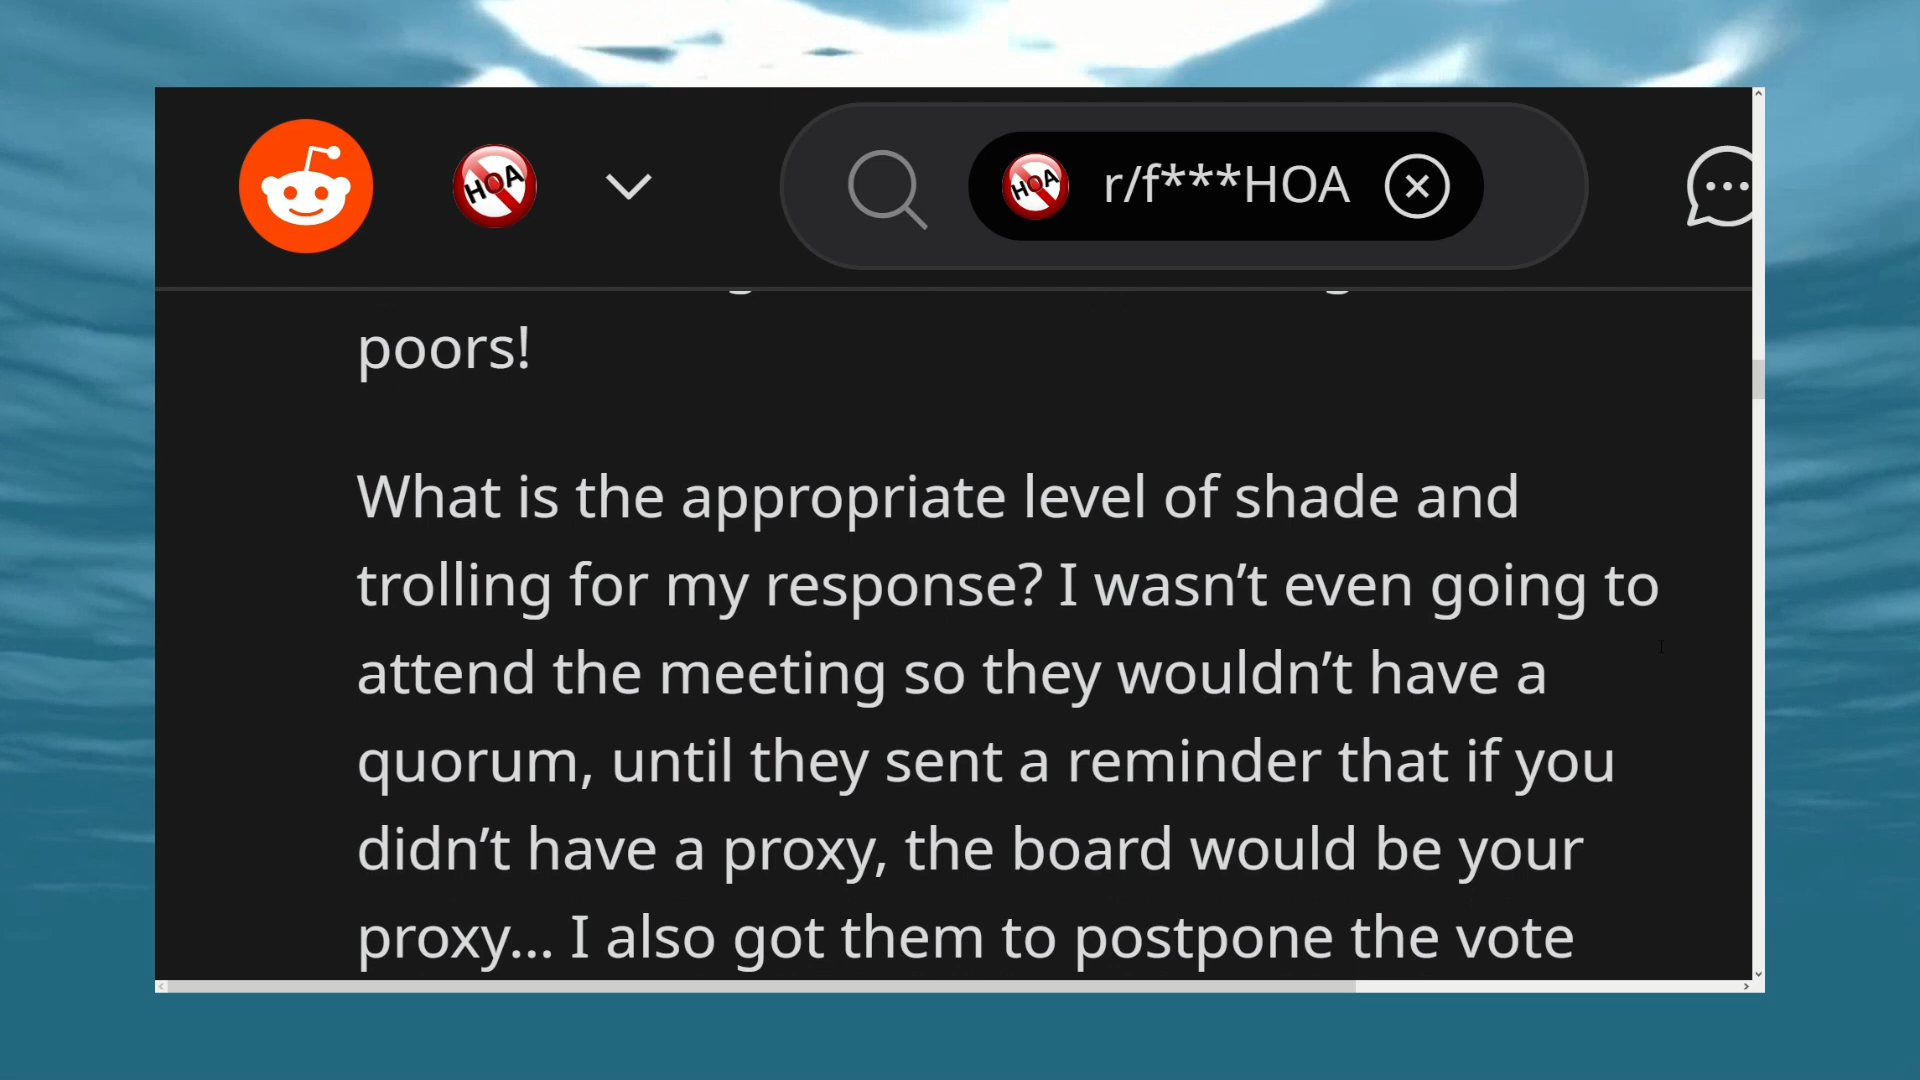 HOA
HOA
r/f***HOA
poors!
What is the appropriate level of shade and
trolling for my response? I wasn’t even going to
attend the meeting so they wouldn’t have a
quorum, until they sent a reminder that if you
didn’t have a proxy, the board would be your
proxy... I also got them to postpone the vote